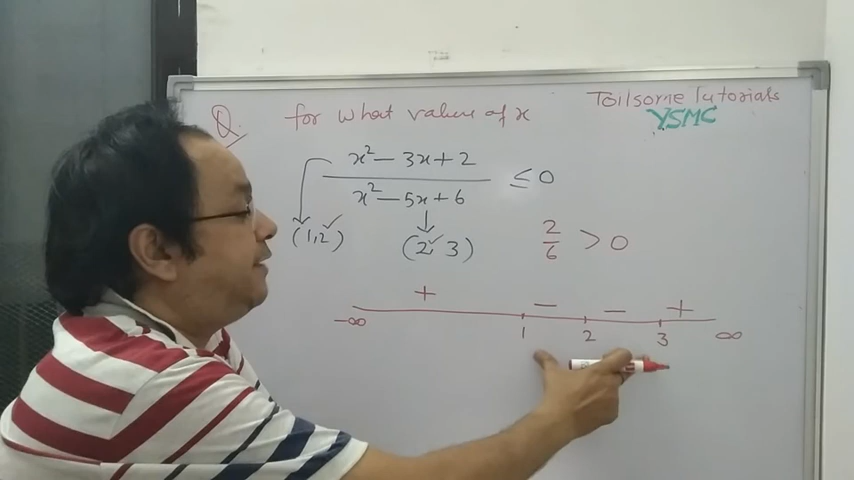 Q. for what value of x
Toilsome Tutorials
YSMC
x² - 3x + 2
x² - 5x + 6
≤ 0
(1, 2)
(2, 3)
2/6 > 0
+ - - +
-∞ 1 2 3 ∞